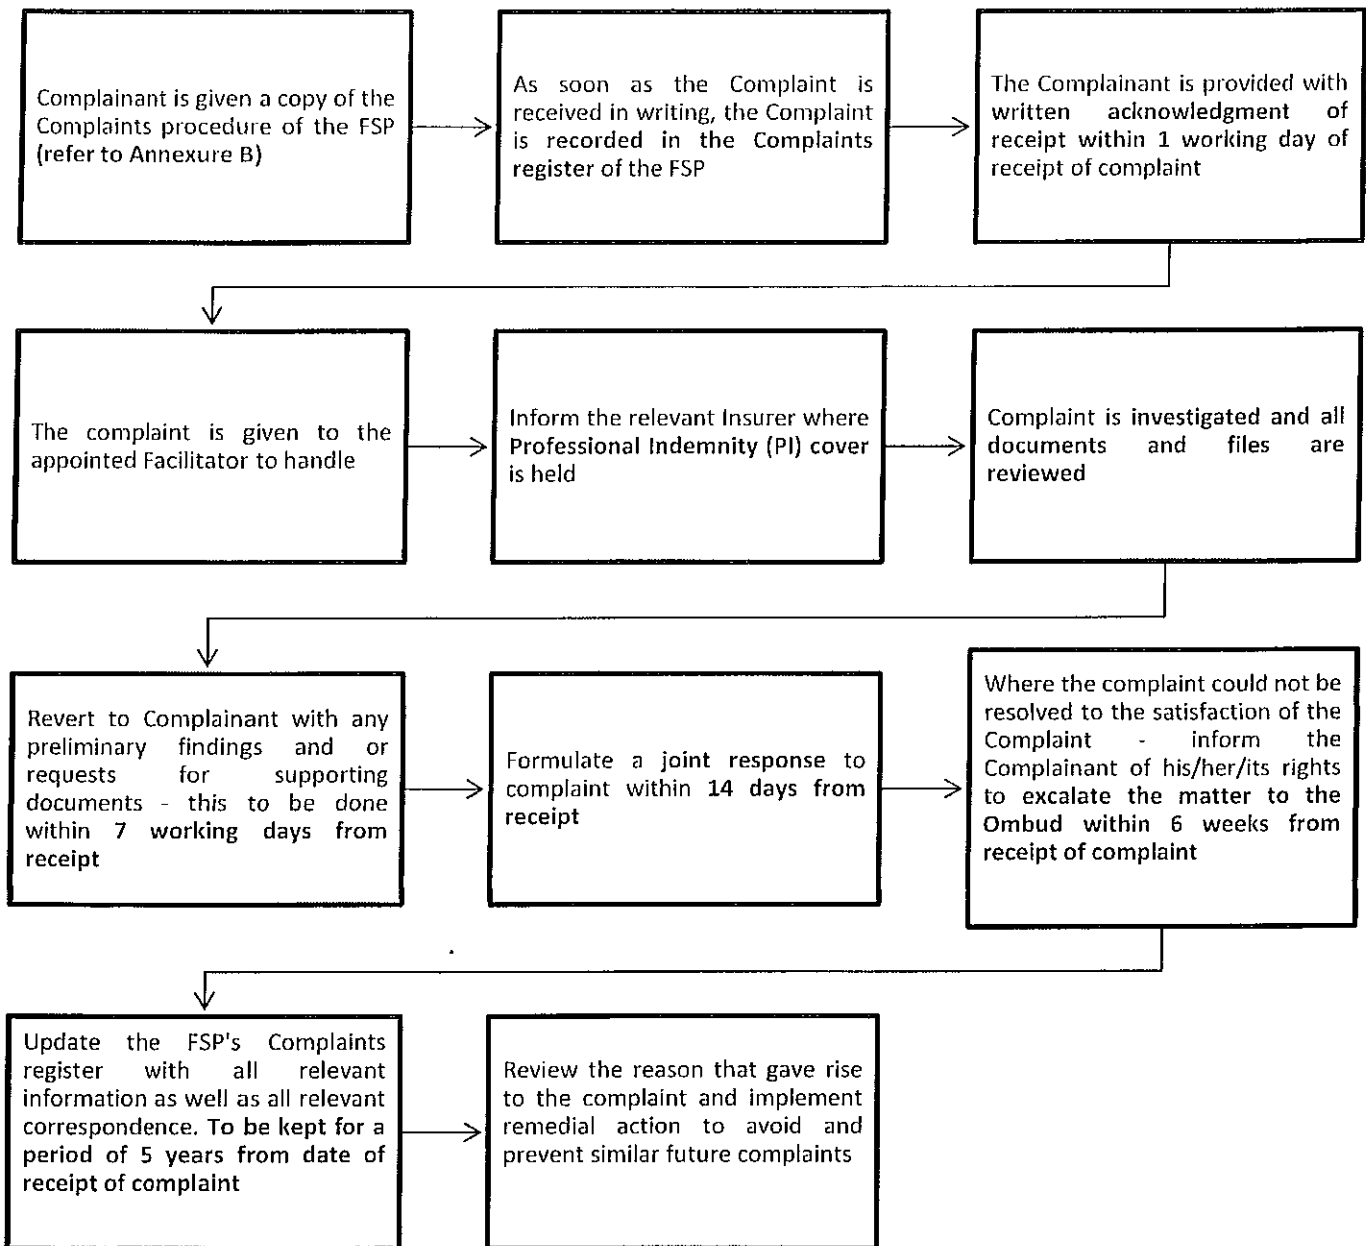 Complainant is given a copy of the
Complaints procedure of the FSP
(refer to Annexure B)
As soon as the Complaint is
received in writing, the Complaint
is recorded in the Complaints
register of the FSP
The Complainant is provided with
written acknowledgment of
receipt within 1 working day of
receipt of complaint
The complaint is given to the
appointed Facilitator to handle
Inform the relevant Insurer where
Professional Indemnity (PI) cover
is held
Complaint is investigated and all
documents and files are
reviewed
Revert to Complainant with any
preliminary findings and or
requests for supporting
documents - this to be done
within 7 working days from
receipt
Formulate a joint response to
complaint within 14 days from
receipt
Where the complaint could not be
resolved to the satisfaction of the
Complaint - inform the
Complainant of his/her/its rights
to excalate the matter to the
Ombud within 6 weeks from
receipt of complaint
Update the FSP's Complaints
register with all relevant
information as well as all relevant
correspondence. To be kept for a
period of 5 years from date of
receipt of complaint
Review the reason that gave rise
to the complaint and implement
remedial action to avoid and
prevent similar future complaints